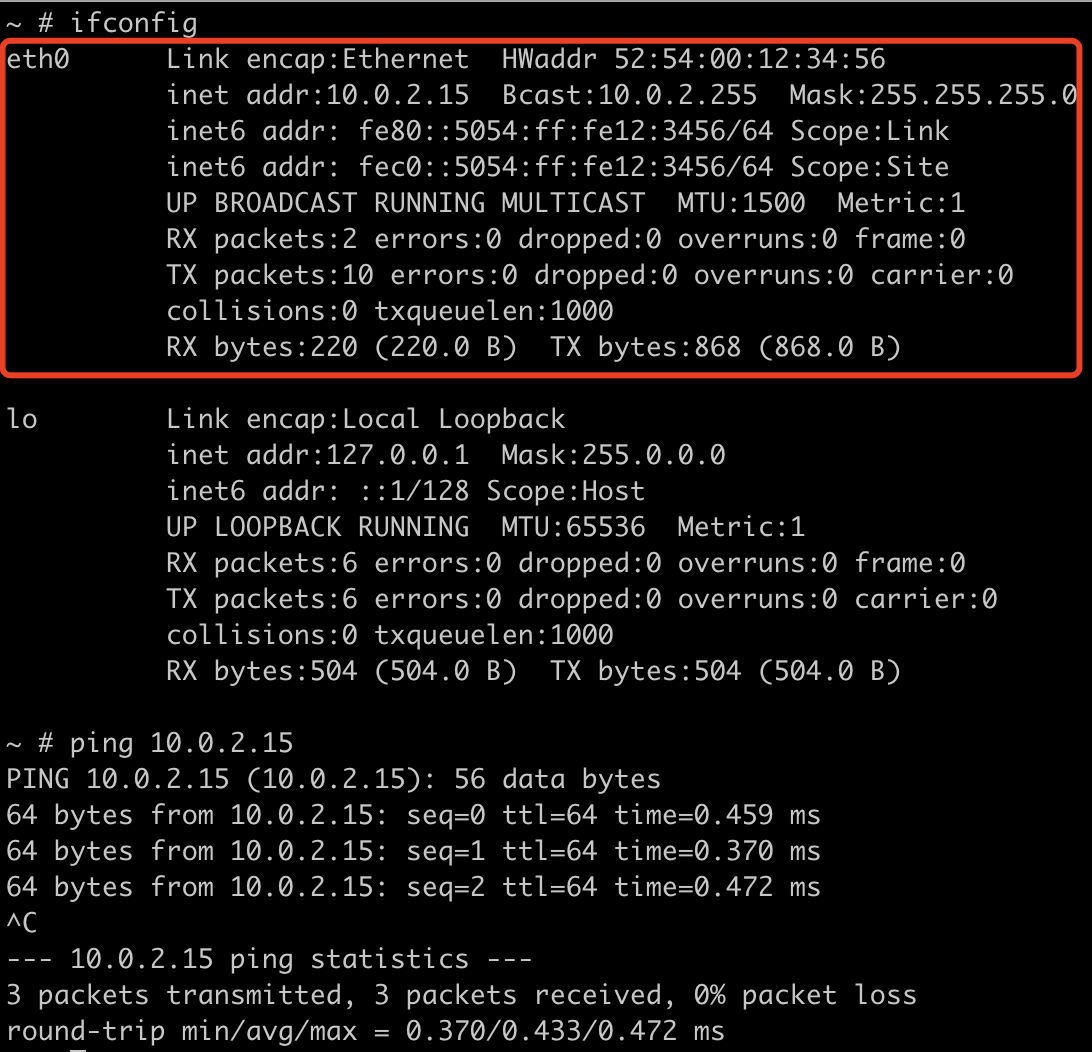 ~ # ifconfig
eth0      Link encap:Ethernet  HWaddr 52:54:00:12:34:56
          inet addr:10.0.2.15  Bcast:10.0.2.255  Mask:255.255.255.0
          inet6 addr: fe80::5054:ff:fe12:3456/64 Scope:Link
          inet6 addr: fec0::5054:ff:fe12:3456/64 Scope:Site
          UP BROADCAST RUNNING MULTICAST  MTU:1500  Metric:1
          RX packets:2 errors:0 dropped:0 overruns:0 frame:0
          TX packets:10 errors:0 dropped:0 overruns:0 carrier:0
          collisions:0 txqueuelen:1000
          RX bytes:220 (220.0 B)  TX bytes:868 (868.0 B)
lo        Link encap:Local Loopback
          inet addr:127.0.0.1  Mask:255.0.0.0
          inet6 addr: ::1/128 Scope:Host
          UP LOOPBACK RUNNING  MTU:65536  Metric:1
          RX packets:6 errors:0 dropped:0 overruns:0 frame:0
          TX packets:6 errors:0 dropped:0 overruns:0 carrier:0
          collisions:0 txqueuelen:1000
          RX bytes:504 (504.0 B)  TX bytes:504 (504.0 B)
~ # ping 10.0.2.15
PING 10.0.2.15 (10.0.2.15): 56 data bytes
64 bytes from 10.0.2.15: seq=0 ttl=64 time=0.459 ms
64 bytes from 10.0.2.15: seq=1 ttl=64 time=0.370 ms
64 bytes from 10.0.2.15: seq=2 ttl=64 time=0.472 ms
^C
--- 10.0.2.15 ping statistics ---
3 packets transmitted, 3 packets received, 0% packet loss
round-trip min/avg/max = 0.370/0.433/0.472 ms